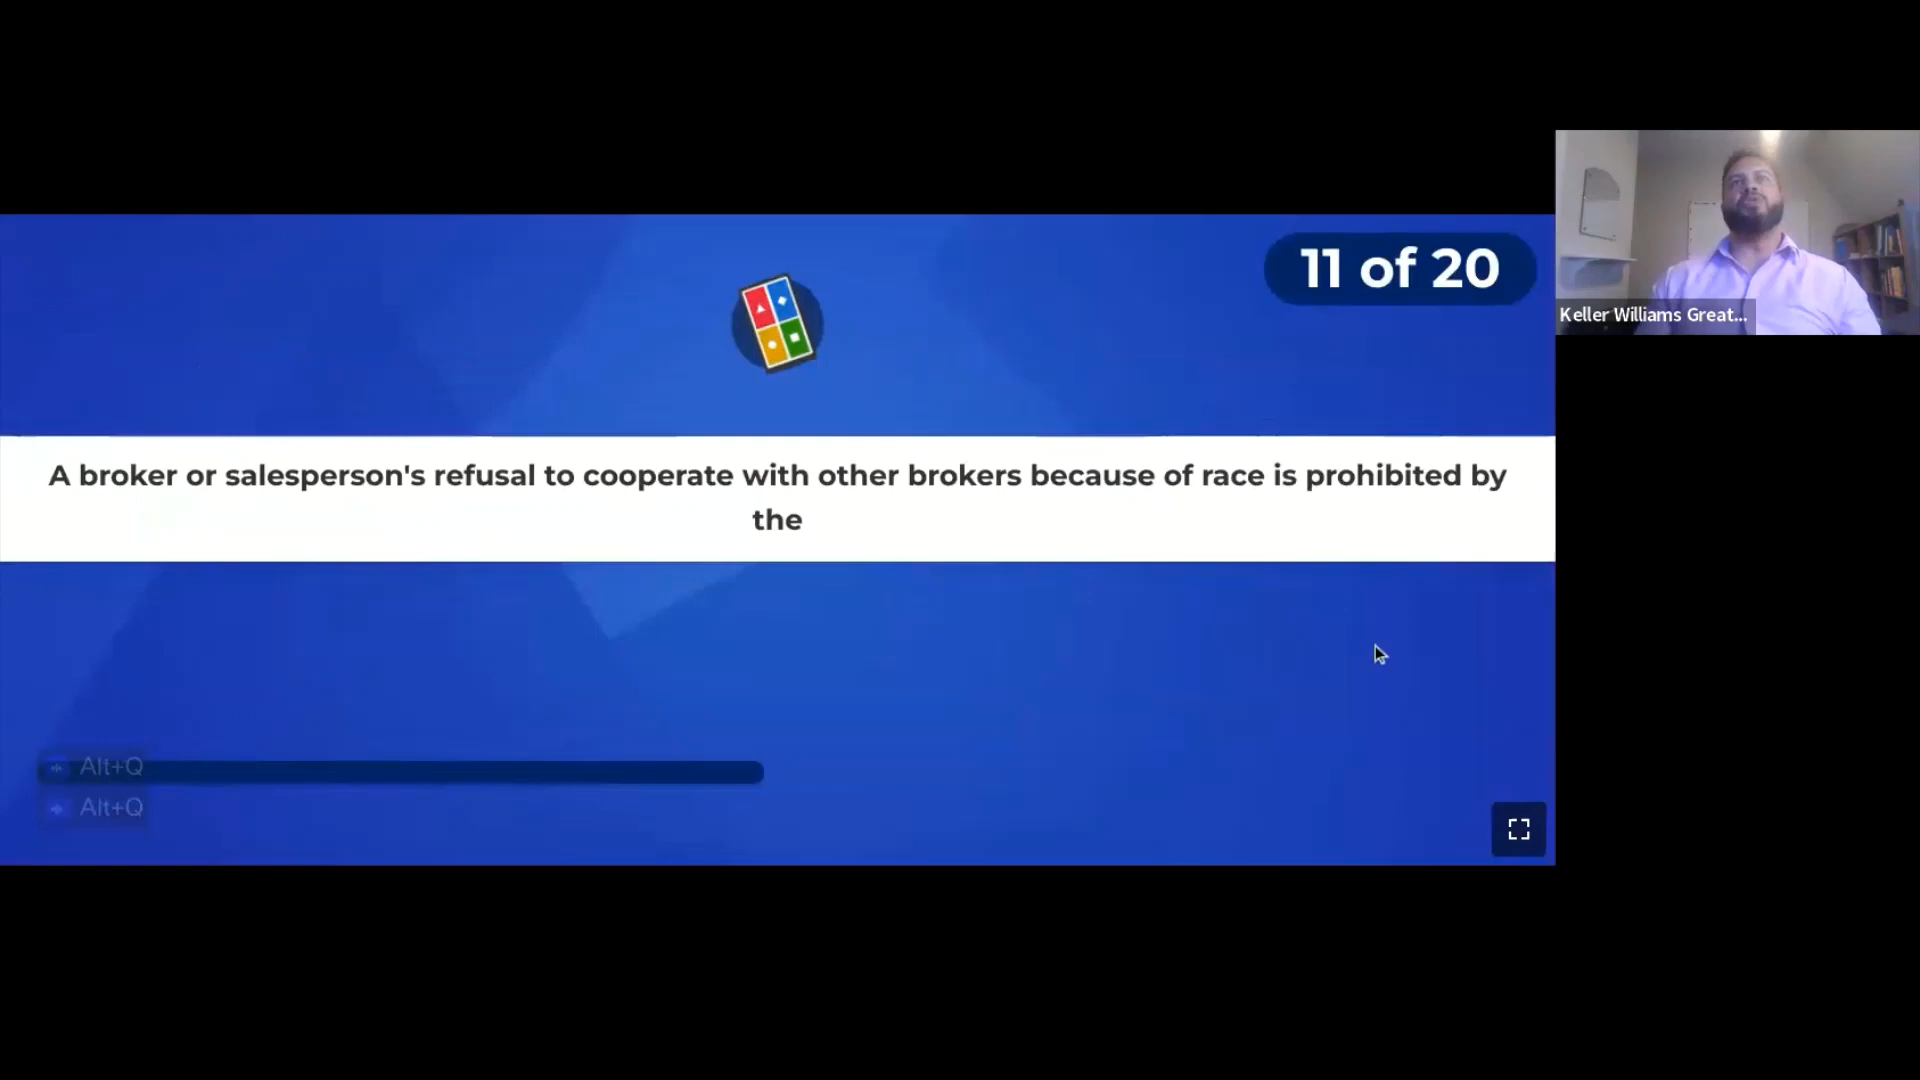 11 of 20
Keller Williams Great...
A broker or salesperson's refusal to cooperate with other brokers because of race is prohibited by
the
Alt+Q
Alt+Q